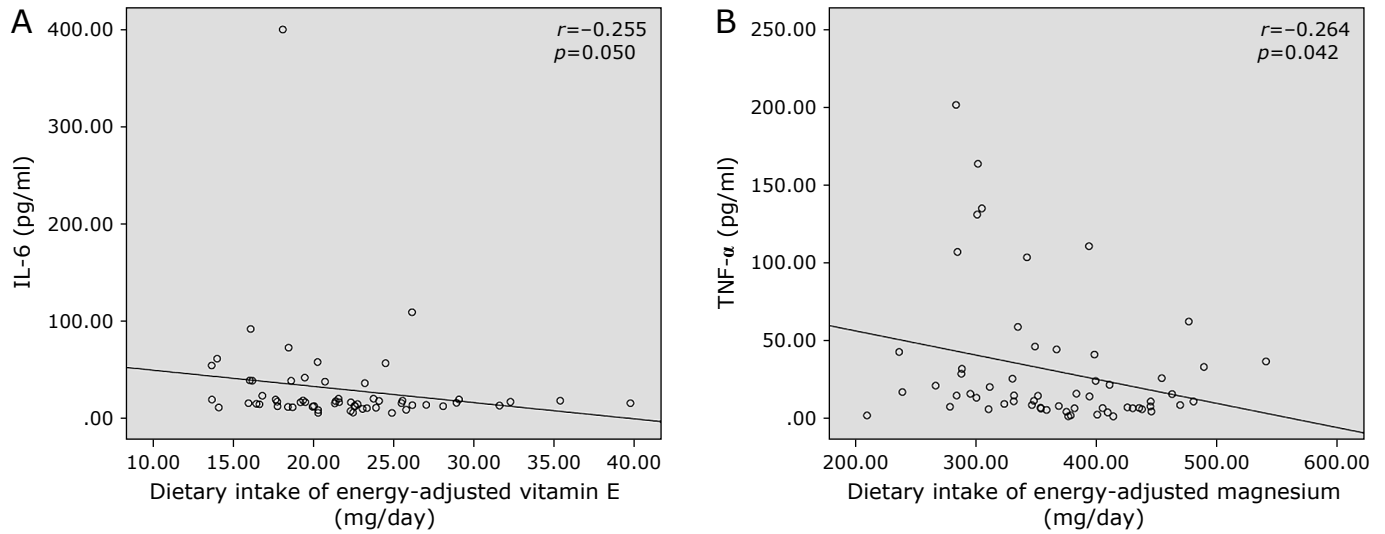 A
r=−0.255
p=0.050
IL-6 (pg/ml)
400.00
300.00
200.00
100.00
.00
10.00 15.00 20.00 25.00 30.00 35.00 40.00
Dietary intake of energy-adjusted vitamin E
(mg/day)
B
r=−0.264
p=0.042
TNF-α (pg/ml)
250.00
200.00
150.00
100.00
50.00
.00
200.00 300.00 400.00 500.00 600.00
Dietary intake of energy-adjusted magnesium
(mg/day)